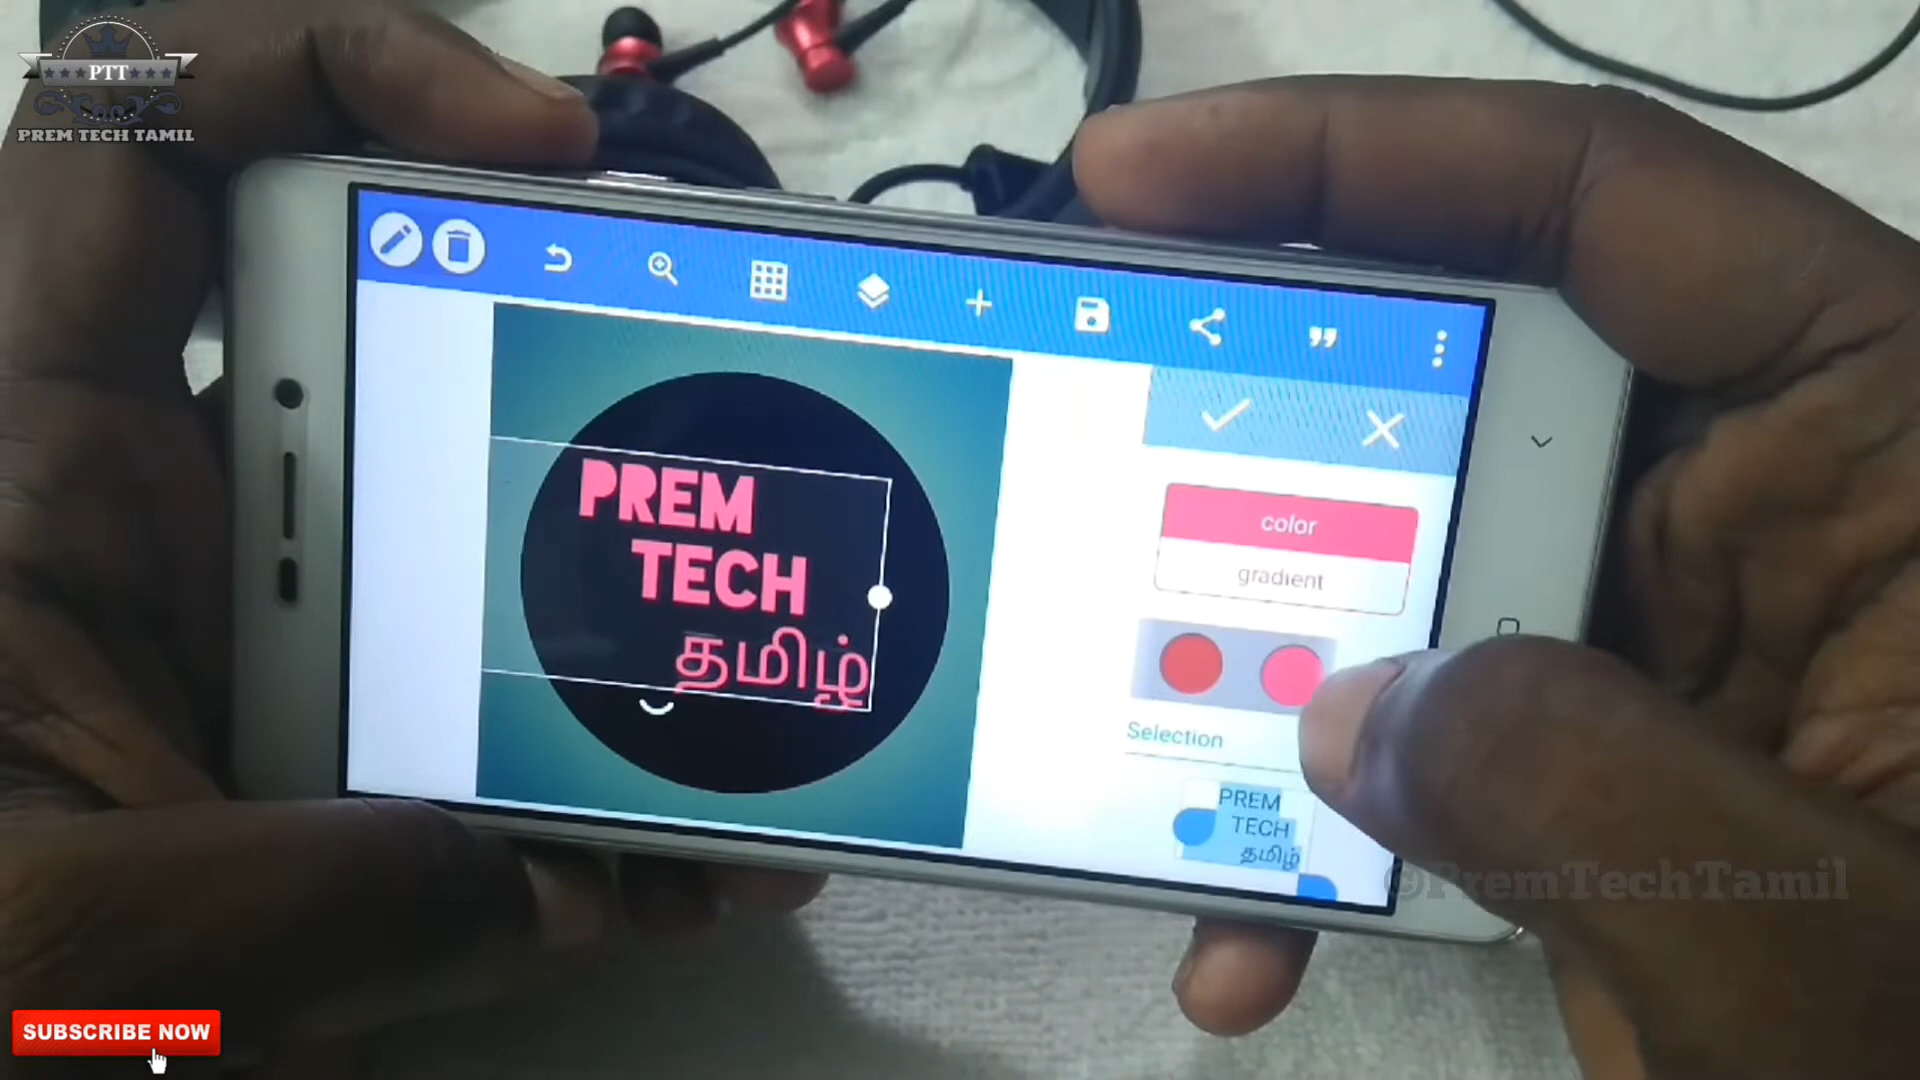 PTT
PREM TECH TAMIL
PREM
TECH
தமிழ்
color
gradient
Selection
PREM
TECH
தமிழ்
©PremTechTamil
SUBSCRIBE NOW